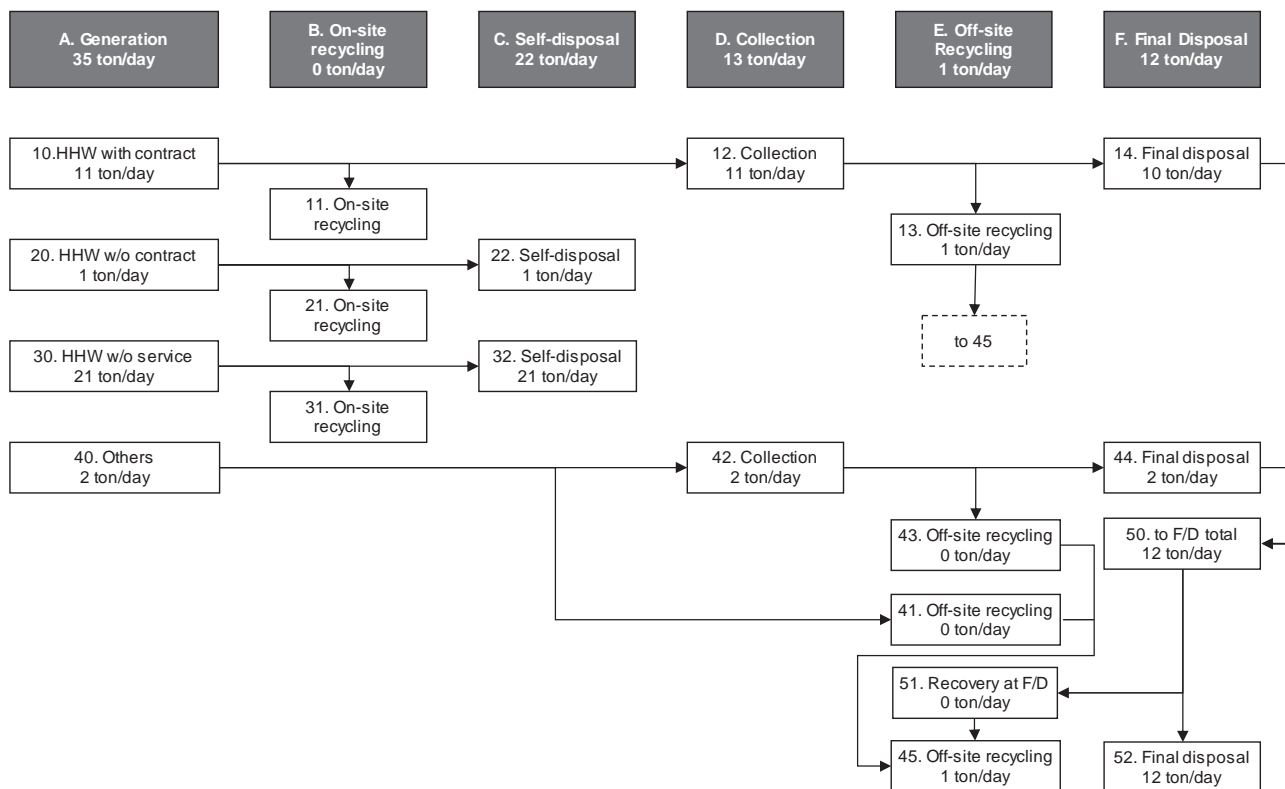 A. Generation
35 ton/day
B. On-site
recycling
0 ton/day
C. Self-disposal
22 ton/day
D. Collection
13 ton/day
E. Off-site
Recycling
1 ton/day
F. Final Disposal
12 ton/day
10.HHW with contract
11 ton/day
12. Collection
11 ton/day
14. Final disposal
10 ton/day
11. On-site
recycling
13. Off-site recycling
1 ton/day
20. HHW w/o contract
1 ton/day
22. Self-disposal
1 ton/day
21. On-site
recycling
to 45
30. HHW w/o service
21 ton/day
32. Self-disposal
21 ton/day
31. On-site
recycling
40. Others
2 ton/day
42. Collection
2 ton/day
44. Final disposal
2 ton/day
43. Off-site recycling
0 ton/day
50. to F/D total
12 ton/day
41. Off-site recycling
0 ton/day
51. Recovery at F/D
0 ton/day
45. Off-site recycling
1 ton/day
52. Final disposal
12 ton/day